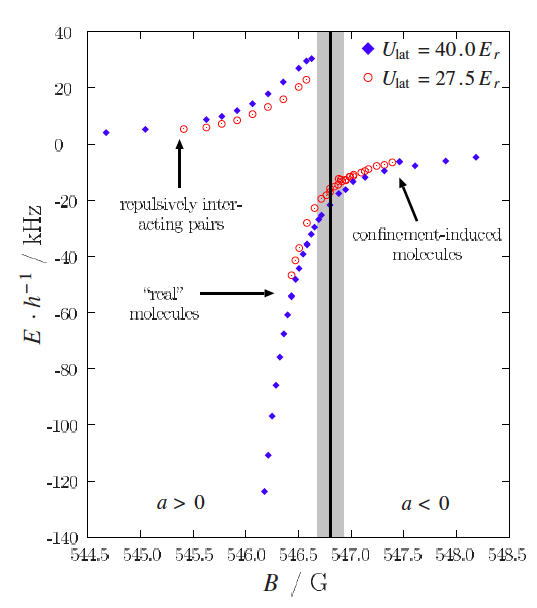 40
U_lat = 40.0 E_r
U_lat = 27.5 E_r
20
0
repulsively inter-
acting pairs
-20
confinement-induced
molecules
-40
"real"
molecules
-60
-80
-100
-120
a > 0
a < 0
-140
E · h⁻¹ / kHz
544.5 545.0 545.5 546.0 546.5 547.0 547.5 548.0 548.5
B / G